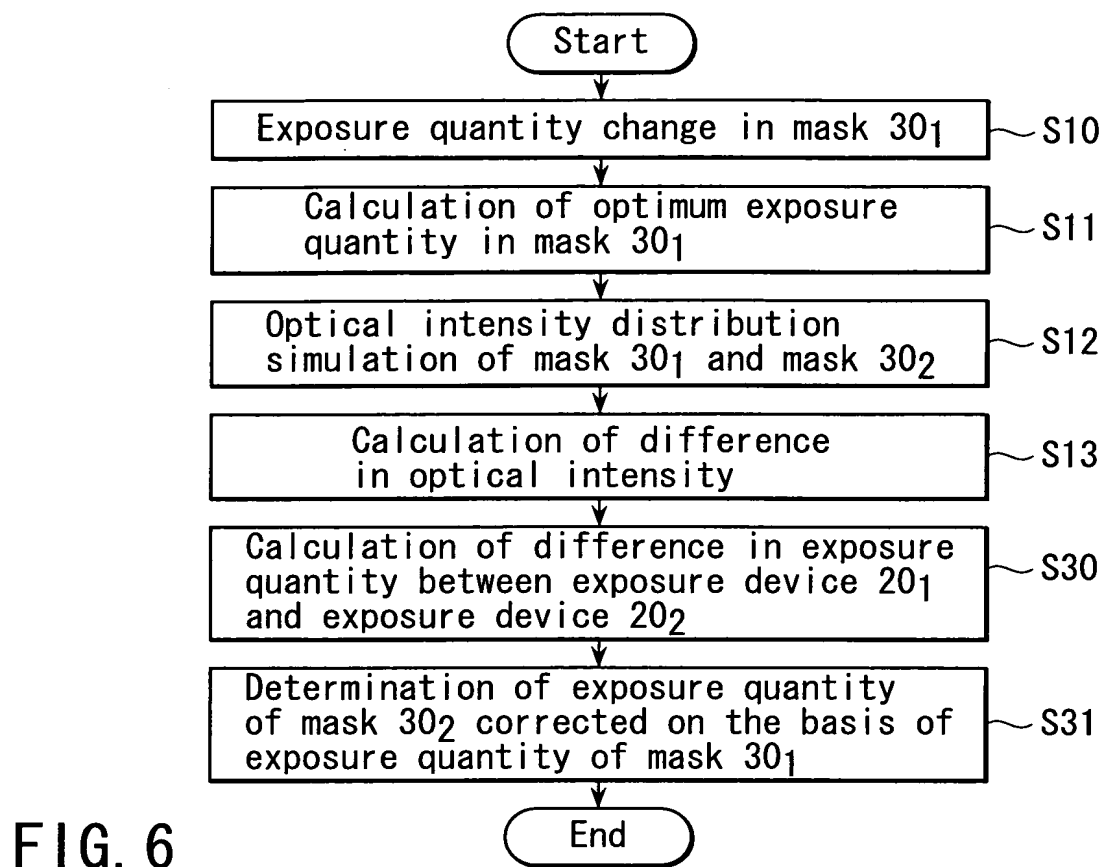 Start
Exposure quantity change in mask 30₁
S10
Calculation of optimum exposure
quantity in mask 30₁
S11
Optical intensity distribution
simulation of mask 30₁ and mask 30₂
S12
Calculation of difference
in optical intensity
S13
Calculation of difference in exposure
quantity between exposure device 20₁
and exposure device 20₂
S30
Determination of exposure quantity
of mask 30₂ corrected on the basis of
exposure quantity of mask 30₁
S31
End
FIG. 6